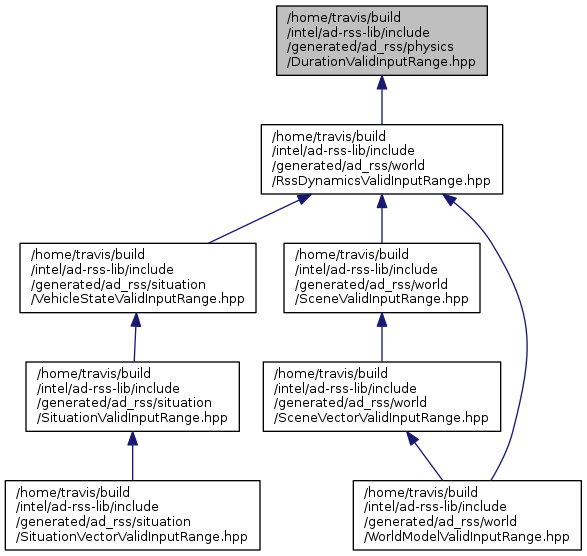 /home/travis/build
/intel/ad-rss-lib/include
/generated/ad_rss/physics
/DurationValidInputRange.hpp
/home/travis/build
/intel/ad-rss-lib/include
/generated/ad_rss/world
/RssDynamicsValidInputRange.hpp
/home/travis/build
/intel/ad-rss-lib/include
/generated/ad_rss/situation
/VehicleStateValidInputRange.hpp
/home/travis/build
/intel/ad-rss-lib/include
/generated/ad_rss/world
/SceneValidInputRange.hpp
/home/travis/build
/intel/ad-rss-lib/include
/generated/ad_rss/situation
/SituationValidInputRange.hpp
/home/travis/build
/intel/ad-rss-lib/include
/generated/ad_rss/world
/SceneVectorValidInputRange.hpp
/home/travis/build
/intel/ad-rss-lib/include
/generated/ad_rss/situation
/SituationVectorValidInputRange.hpp
/home/travis/build
/intel/ad-rss-lib/include
/generated/ad_rss/world
/WorldModelValidInputRange.hpp